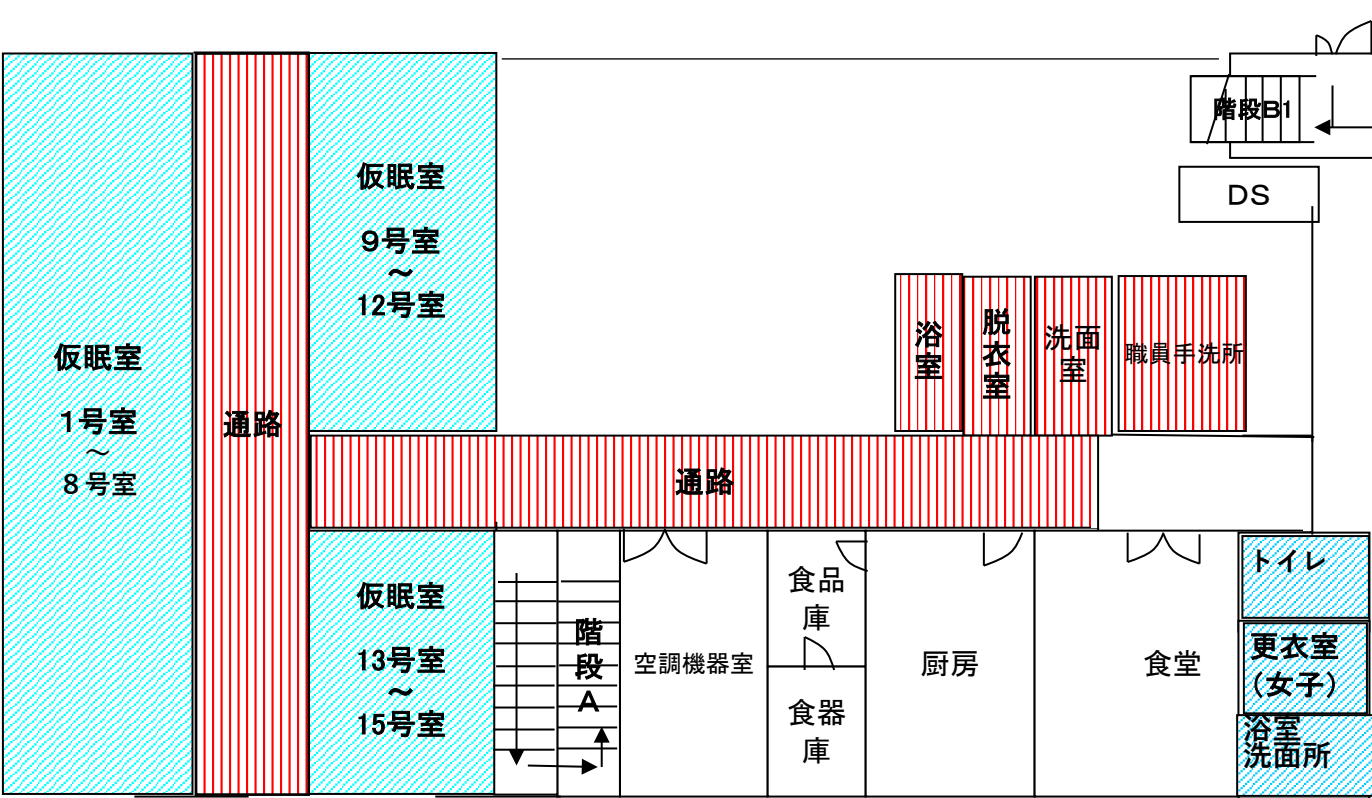 階段B1
DS
仮眠室
９号室
～
12号室
浴室
脱衣室
洗面
室
職員手洗所
仮眠室
1号室
～
８号室
通路
通路
仮眠室
13号室
～
15号室
階段A
空調機器室
食品
庫
食器
庫
厨房
食堂
トイレ
更衣室
（女子）
浴室
洗面所